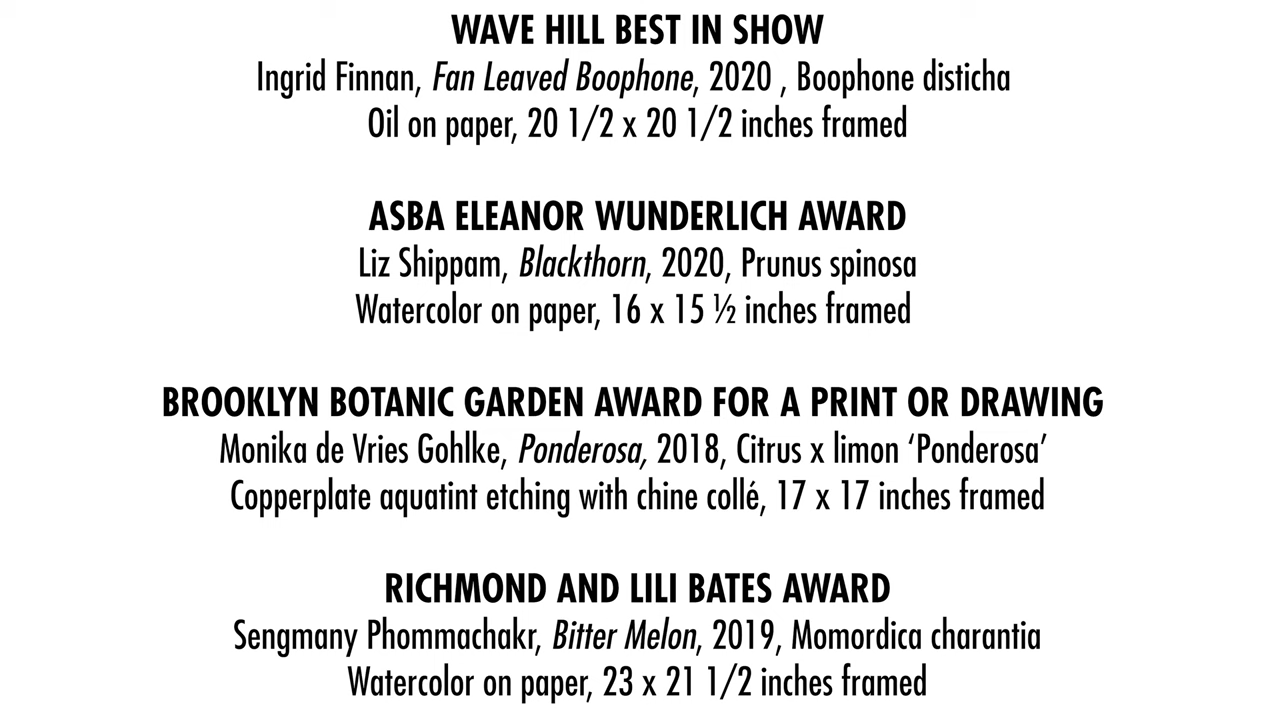 WAVE HILL BEST IN SHOW
Ingrid Finnan, Fan Leaved Boophone, 2020 , Boophone disticha
Oil on paper, 20 1/2 x 20 1/2 inches framed
ASBA ELEANOR WUNDERLICH AWARD
Liz Shippam, Blackthorn, 2020, Prunus spinosa
Watercolor on paper, 16 x 15 ½ inches framed
BROOKLYN BOTANIC GARDEN AWARD FOR A PRINT OR DRAWING
Monika de Vries Gohlke, Ponderosa, 2018, Citrus x limon ‘Ponderosa’
Copperplate aquatint etching with chine collé, 17 x 17 inches framed
RICHMOND AND LILI BATES AWARD
Sengmany Phommachakr, Bitter Melon, 2019, Momordica charantia
Watercolor on paper, 23 x 21 1/2 inches framed